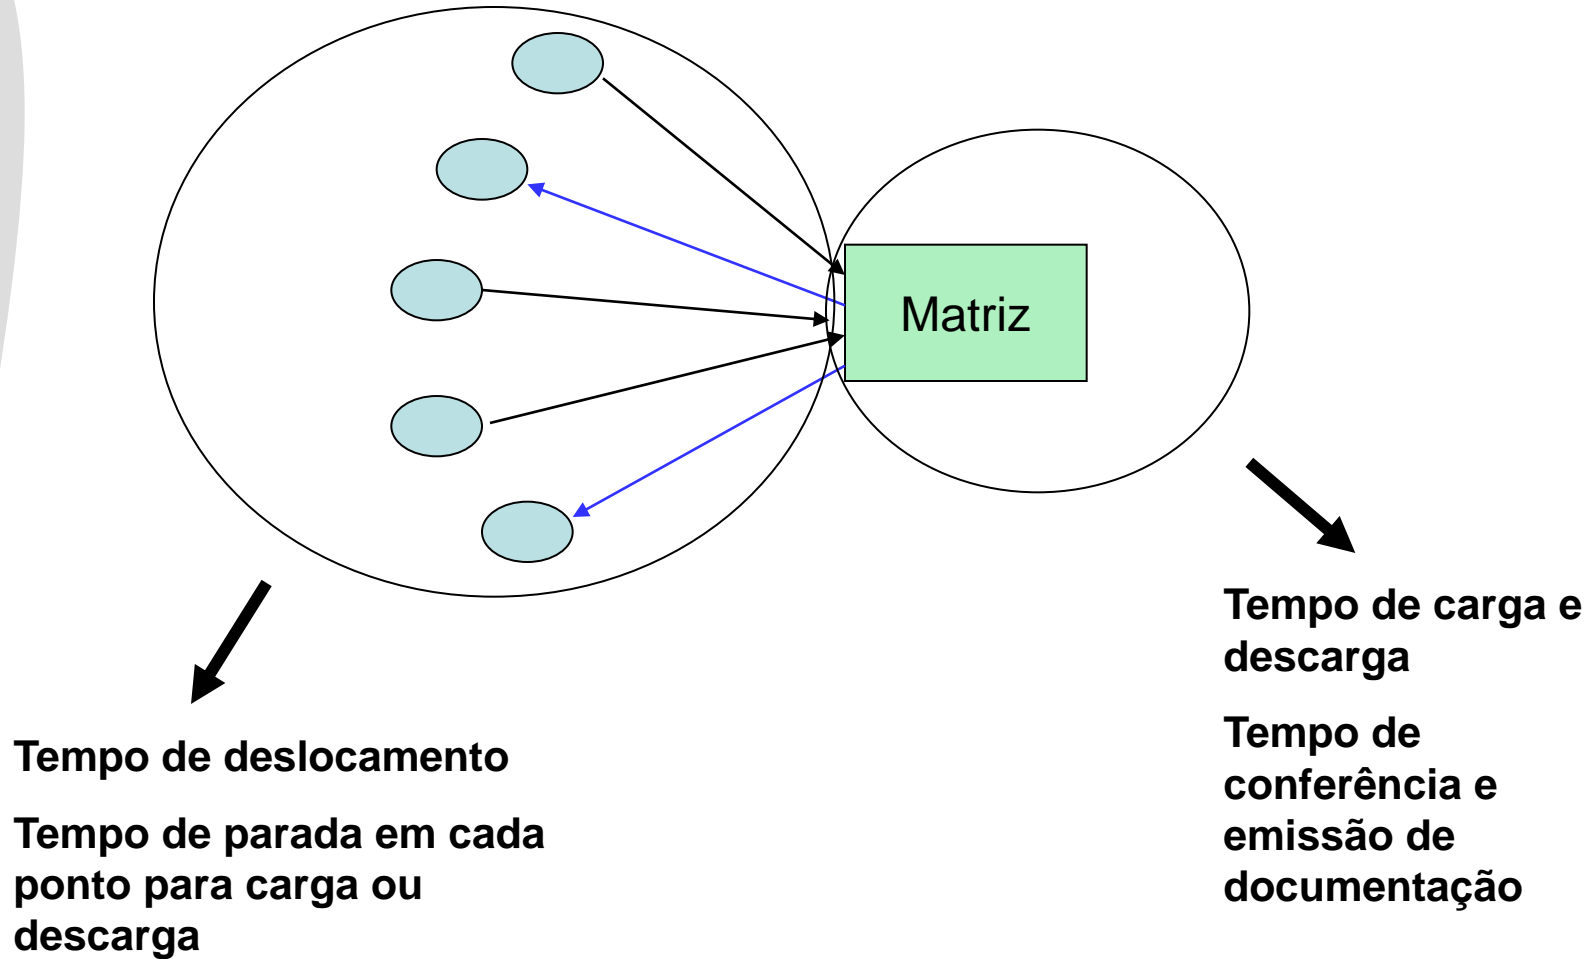 Matriz
Tempo de carga e
descarga
Tempo de
conferência e
emissão de
documentação
Tempo de deslocamento
Tempo de parada em cada
ponto para carga ou
descarga